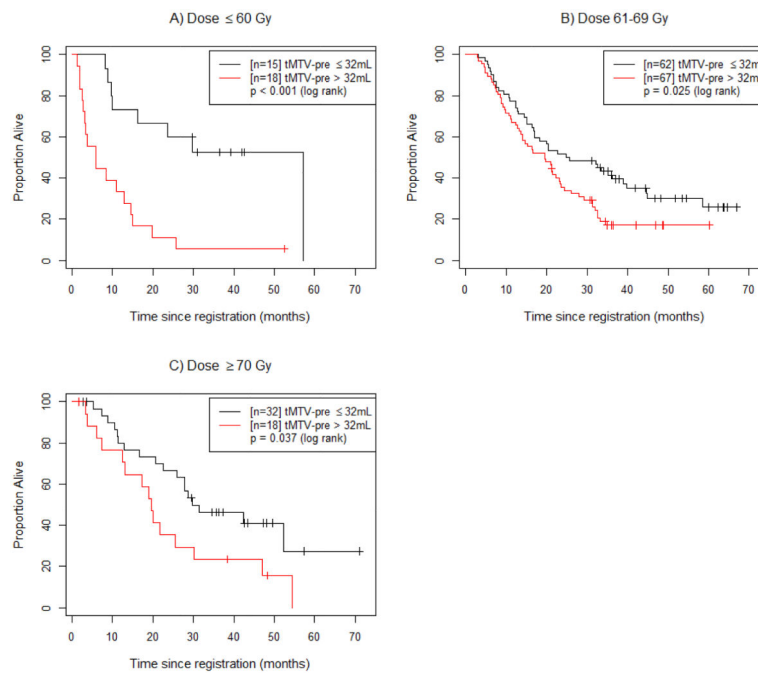 A) Dose ≤ 60 Gy
[n=15] tMTV-pre ≤ 32mL
[n=18] tMTV-pre > 32mL
p < 0.001 (log rank)
Proportion Alive
0 20 40 60 80 100
0 10 20 30 40 50 60 70
Time since registration (months)
B) Dose 61-69 Gy
[n=62] tMTV-pre ≤ 32m
[n=67] tMTV-pre > 32m
p = 0.025 (log rank)
Proportion Alive
0 20 40 60 80 100
0 10 20 30 40 50 60 70
Time since registration (months)
C) Dose ≥ 70 Gy
[n=32] tMTV-pre ≤ 32mL
[n=18] tMTV-pre > 32mL
p = 0.037 (log rank)
Proportion Alive
0 20 40 60 80 100
0 10 20 30 40 50 60 70
Time since registration (months)